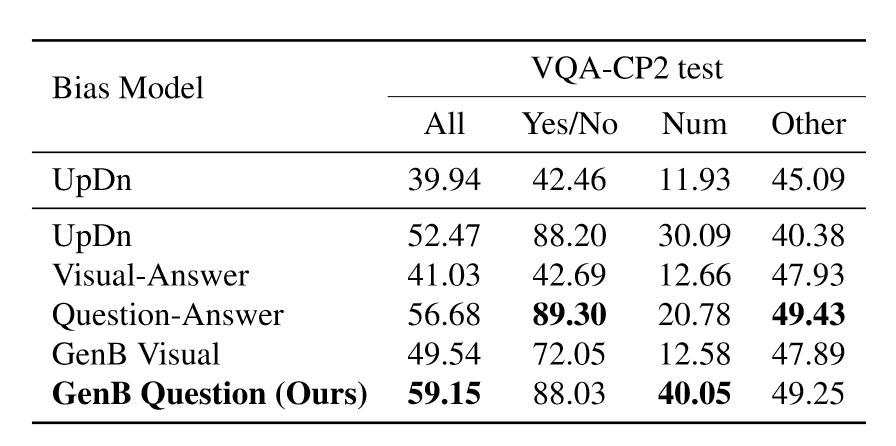 Bias Model VQA-CP2 test
All Yes/No Num Other
UpDn 39.94 42.46 11.93 45.09
UpDn 52.47 88.20 30.09 40.38
Visual-Answer 41.03 42.69 12.66 47.93
Question-Answer 56.68 89.30 20.78 49.43
GenB Visual 49.54 72.05 12.58 47.89
GenB Question (Ours) 59.15 88.03 40.05 49.25